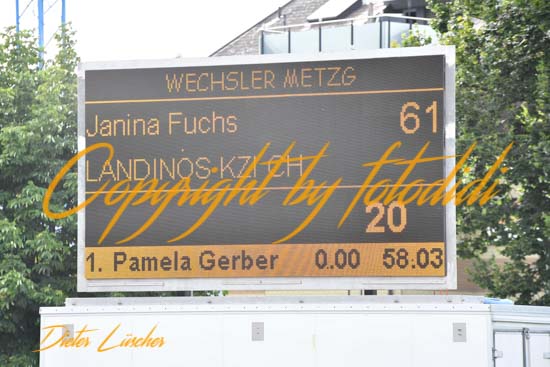 WECHSLER METZG
Janina Fuchs 61
LANDINOS KZI CH
20
1. Pamela Gerber 0.00 58.03
Copyright by fotodidi
Dieter Lüscher